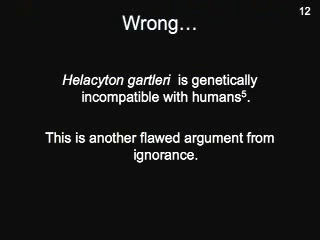 12
Wrong...
Helacyton gartleri is genetically
incompatible with humans⁵.
This is another flawed argument from
ignorance.